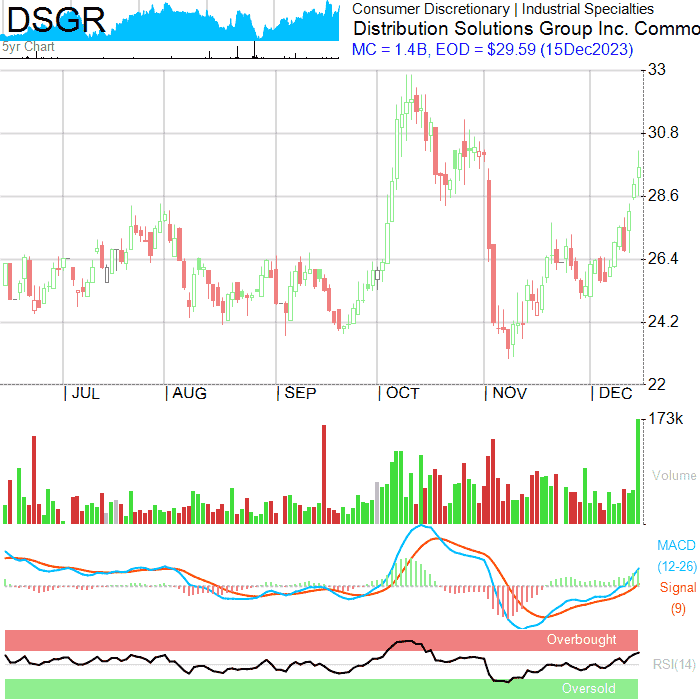 DSGR
5yr Chart
Consumer Discretionary | Industrial Specialties
Distribution Solutions Group Inc. Commo
MC = 1.4B, EOD = $29.59 (15Dec2023)
33
30.8
28.6
26.4
24.2
22
| JUL | AUG | SEP | OCT | NOV | DEC
173k
Volume
MACD
(12-26)
Signal
(9)
Overbought
RSI(14)
Oversold